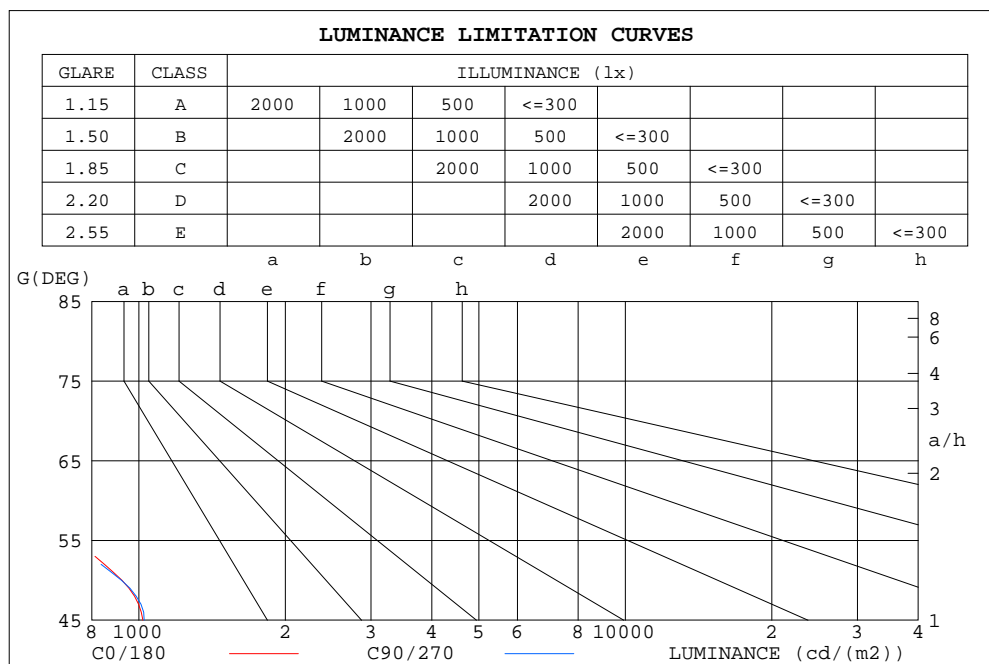 LUMINANCE LIMITATION CURVES
GLARE CLASS ILLUMINANCE (lx)
1.15 A 2000 1000 500 <=300
1.50 B 2000 1000 500 <=300
1.85 C 2000 1000 500 <=300
2.20 D 2000 1000 500 <=300
2.55 E 2000 1000 500 <=300
a b c d e f g h
G(DEG)
a b c d e f g h
85
8
6
75
4
3
a/h
65
2
55
45 1
8 1000 2 3 4 5 6 8 10000 2 3 4
C0/180 C90/270 LUMINANCE (cd/(m2))